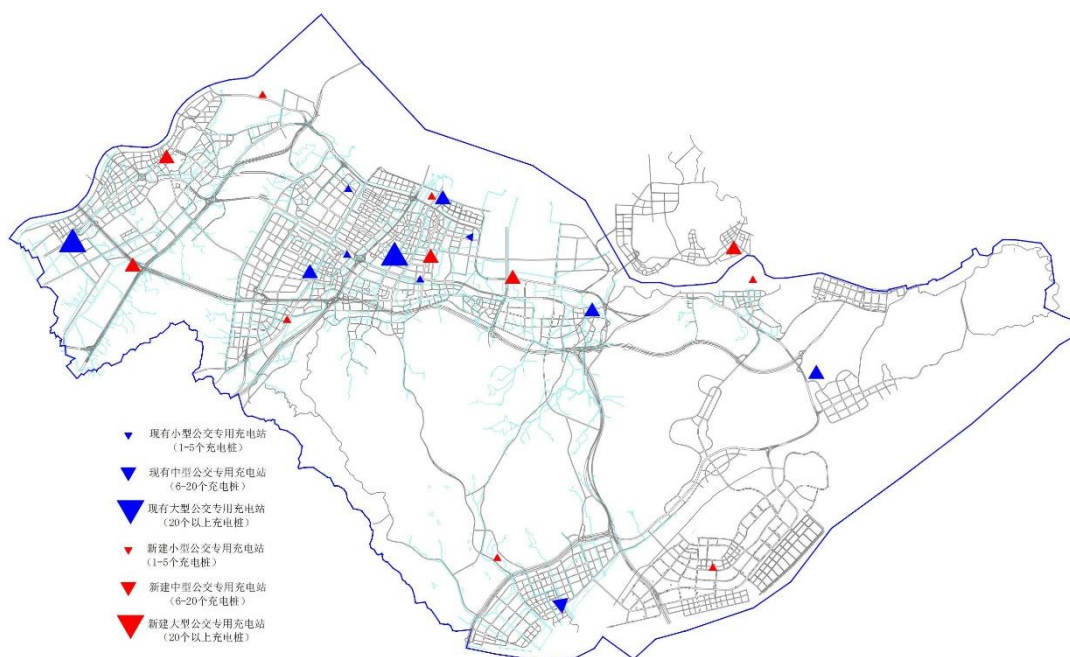 现有小型公交专用充电站
（1-5个充电桩）
现有中型公交专用充电站
（6-20个充电桩）
现有大型公交专用充电站
（20个以上充电桩）
新建小型公交专用充电站
（1-5个充电桩）
新建中型公交专用充电站
（6-20个充电桩）
新建大型公交专用充电站
（20个以上充电桩）